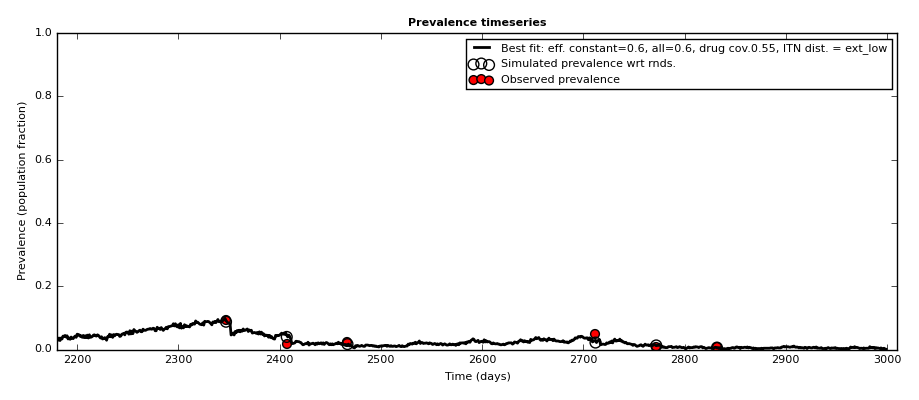 Prevalence timeseries
Best fit: eff. constant=0.6, all=0.6, drug cov.0.55, ITN dist. = ext_low
Simulated prevalence wrt rnds.
Observed prevalence
1.0
0.8
0.6
0.4
0.2
0.0
Prevalence (population fraction)
2200 2300 2400 2500 2600 2700 2800 2900 3000
Time (days)